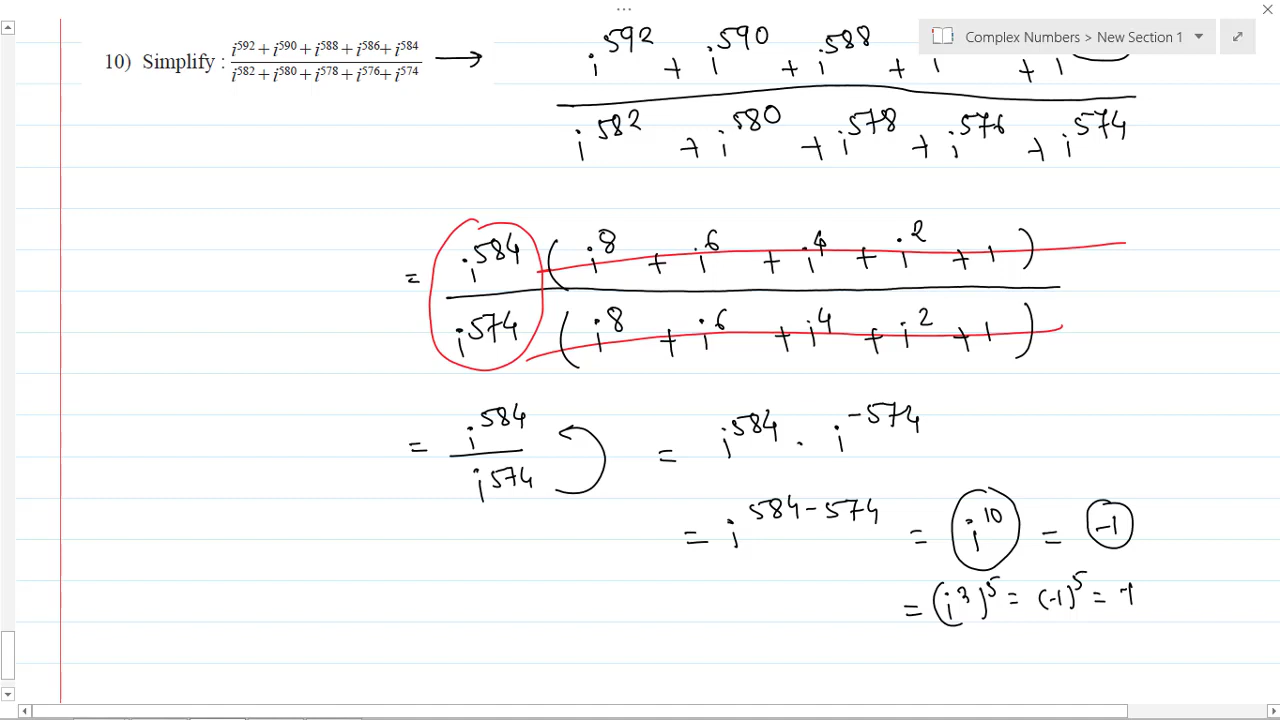 ...
Complex Numbers > New Section 1
10) Simplify : (i^592 + i^590 + i^588 + i^586 + i^584) / (i^582 + i^580 + i^578 + i^576 + i^574) →
i^592 + i^590 + i^588 + i + i
i^582 + i^580 + i^578 + i^576 + i^574
= i^584 ( i^8 + i^6 + i^4 + i^2 + 1 )
i^574 ( i^8 + i^6 + i^4 + i^2 + 1 )
= i^584 / i^574 = i^584 . i^-574
= i^584-574 = i^10 = -1
= (i^2)^5 = (-1)^5 = -1